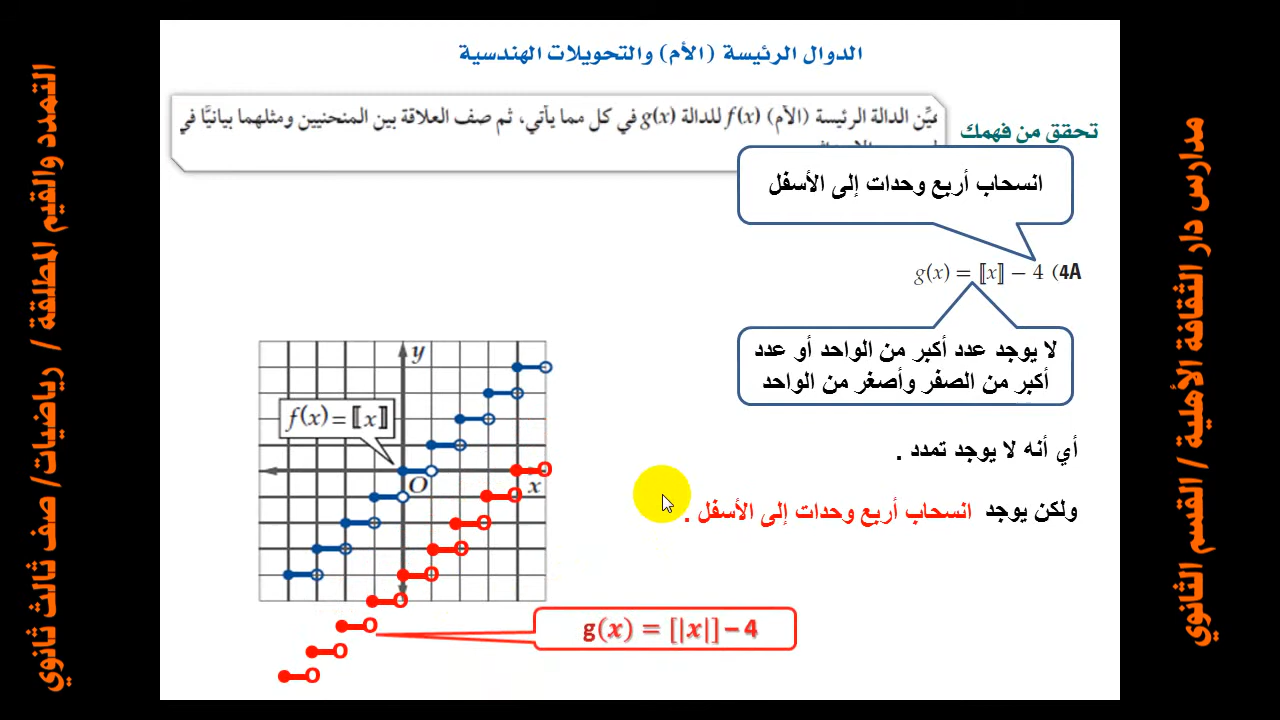 الدوال الرئيسة (الأم) والتحويلات الهندسية
تحقق من فهمك
عيِّن الدالة الرئيسة (الأم) f(x) للدالة g(x) في كل مما يأتي، ثم صف العلاقة بين المنحنيين ومثلهما بيانيًّا في
انسحاب أربع وحدات إلى الأسفل
4A) g(x) = ⟦x⟧ − 4
لا يوجد عدد أكبر من الواحد أو عدد
أكبر من الصفر وأصغر من الواحد
أي أنه لا يوجد تمدد .
ولكن يوجد انسحاب أربع وحدات إلى الأسفل .
y
f(x) = ⟦x⟧
O
x
g(x) = [|x|] − 4
مدارس دار الثقافة الأهلية / القسم الثانوي
التمدد والقيم المطلقة / رياضيات/ صف ثالث ثانوي